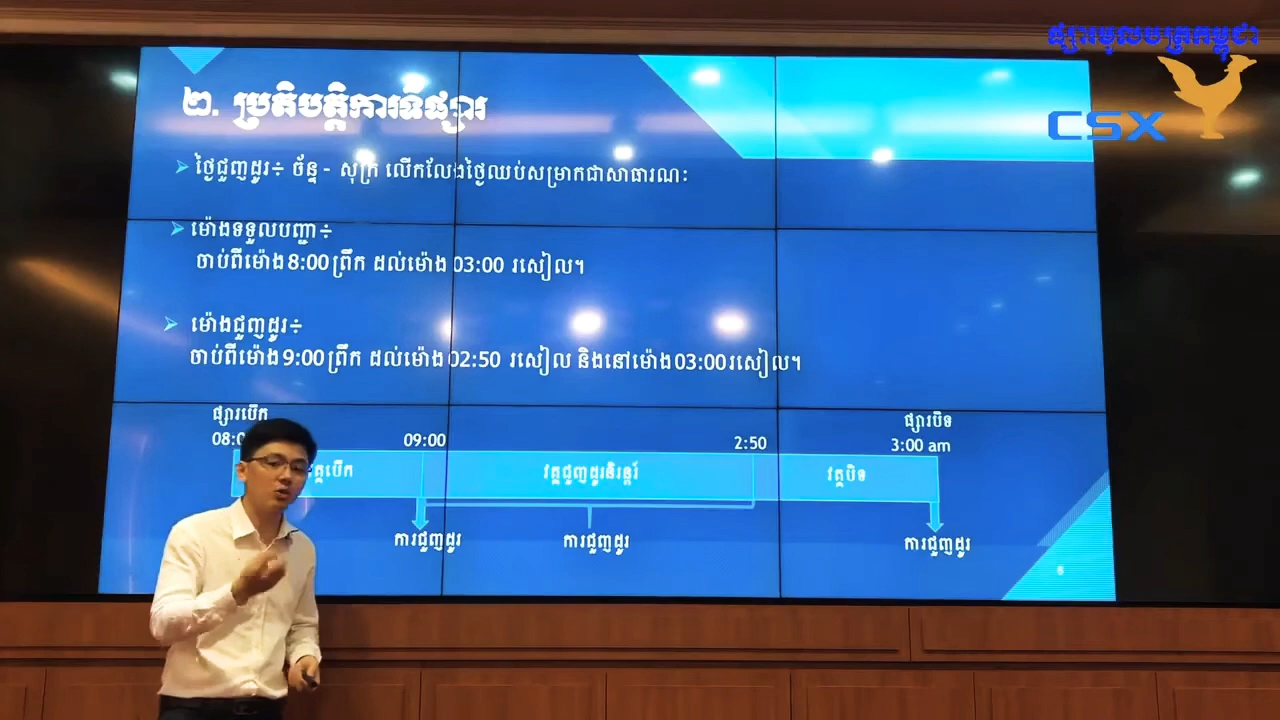 ផ្សារមូលបត្រកម្ពុជា
CSX
២. ប្រតិបត្តិការទីផ្សារ
ថ្ងៃជួញដូរ៖ ច័ន្ទ - សុក្រ លើកលែងថ្ងៃឈប់សម្រាកជាសាធារណៈ
ម៉ោងទទួលបញ្ជា៖
ចាប់ពីម៉ោង8:00ព្រឹក ដល់ម៉ោង 03:00 រសៀល។
ម៉ោងជួញដូរ៖
ចាប់ពីម៉ោង9:00ព្រឹក ដល់ម៉ោង 02:50 រសៀល និងនៅម៉ោង03:00រសៀល។
ផ្សារបើក ផ្សារបិទ
09:00 2:50 3:00 am
វគ្គជួញដូរនិរន្តរ៍ វគ្គបិទ
ការជួញដូរ ការជួញដូរ ការជួញដូរ